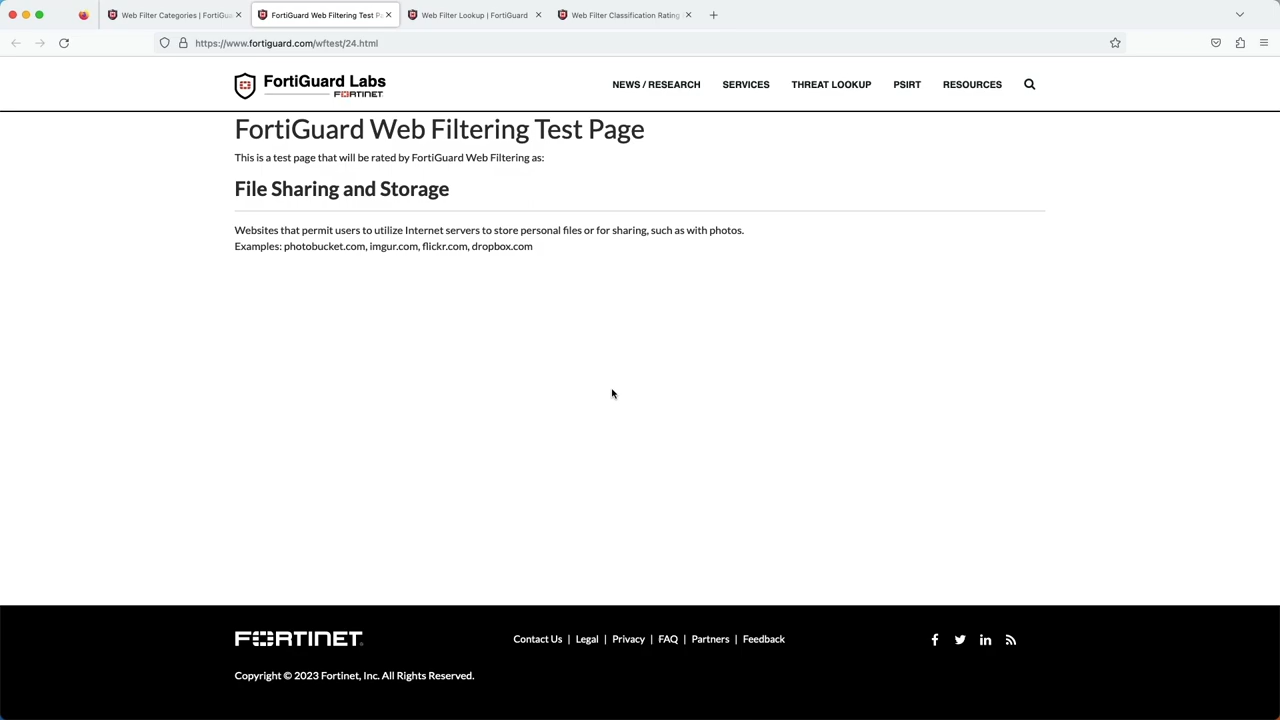 Web Filter Categories | FortiGua
FortiGuard Web Filtering Test P
Web Filter Lookup | FortiGuard
Web Filter Classification Rating
https://www.fortiguard.com/wftest/24.html
FortiGuard Labs
FORTINET
NEWS / RESEARCH
SERVICES
THREAT LOOKUP
PSIRT
RESOURCES
FortiGuard Web Filtering Test Page
This is a test page that will be rated by FortiGuard Web Filtering as:
File Sharing and Storage
Websites that permit users to utilize Internet servers to store personal files or for sharing, such as with photos.
Examples: photobucket.com, imgur.com, flickr.com, dropbox.com
FORTINET
Contact Us | Legal | Privacy | FAQ | Partners | Feedback
Copyright © 2023 Fortinet, Inc. All Rights Reserved.